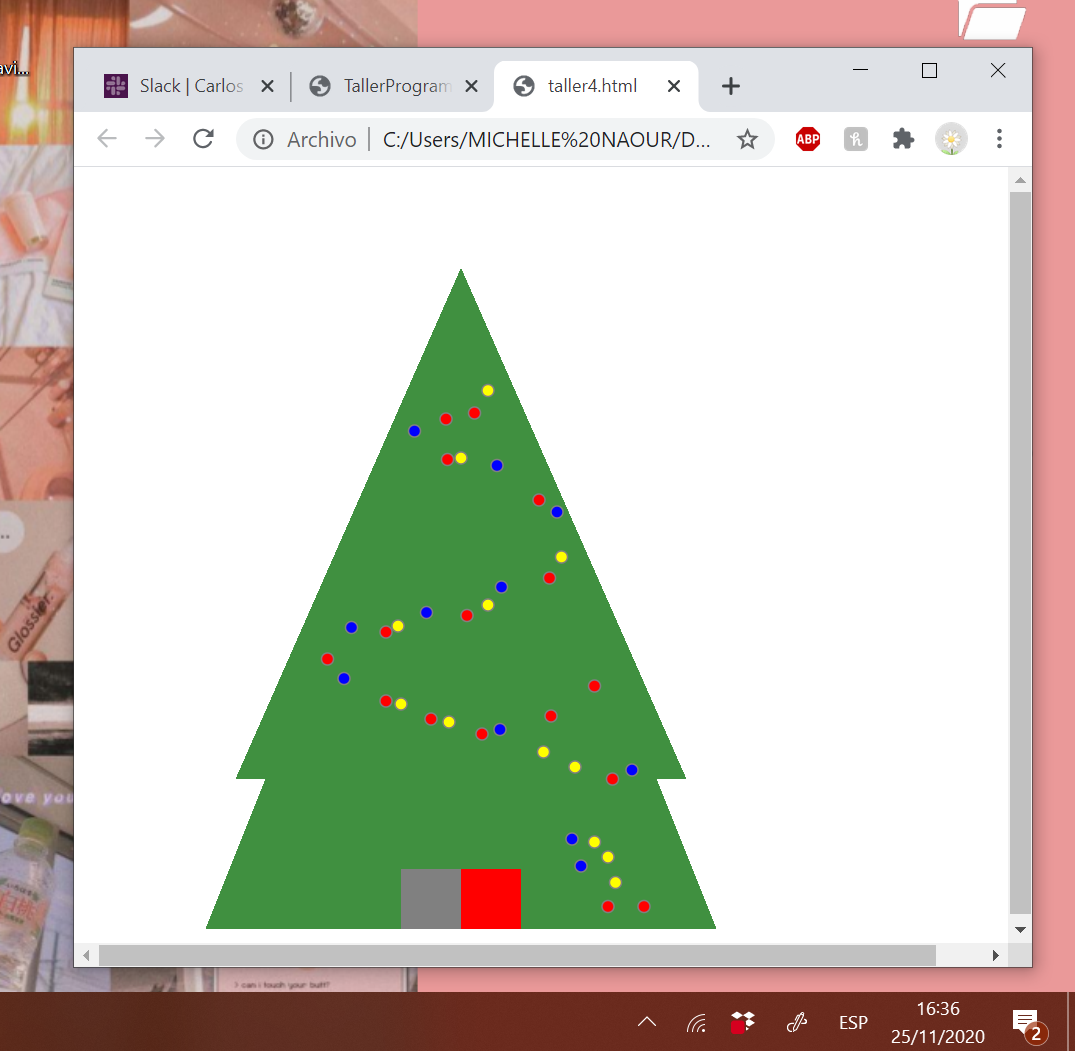 avi...
Slack | Carlos
TallerProgram
taller4.html
Archivo
C:/Users/MICHELLE%20NAOUR/D...
ABP
h
...
Glossier.
love you
? can i touch your butt?
ESP
16:36
25/11/2020
2